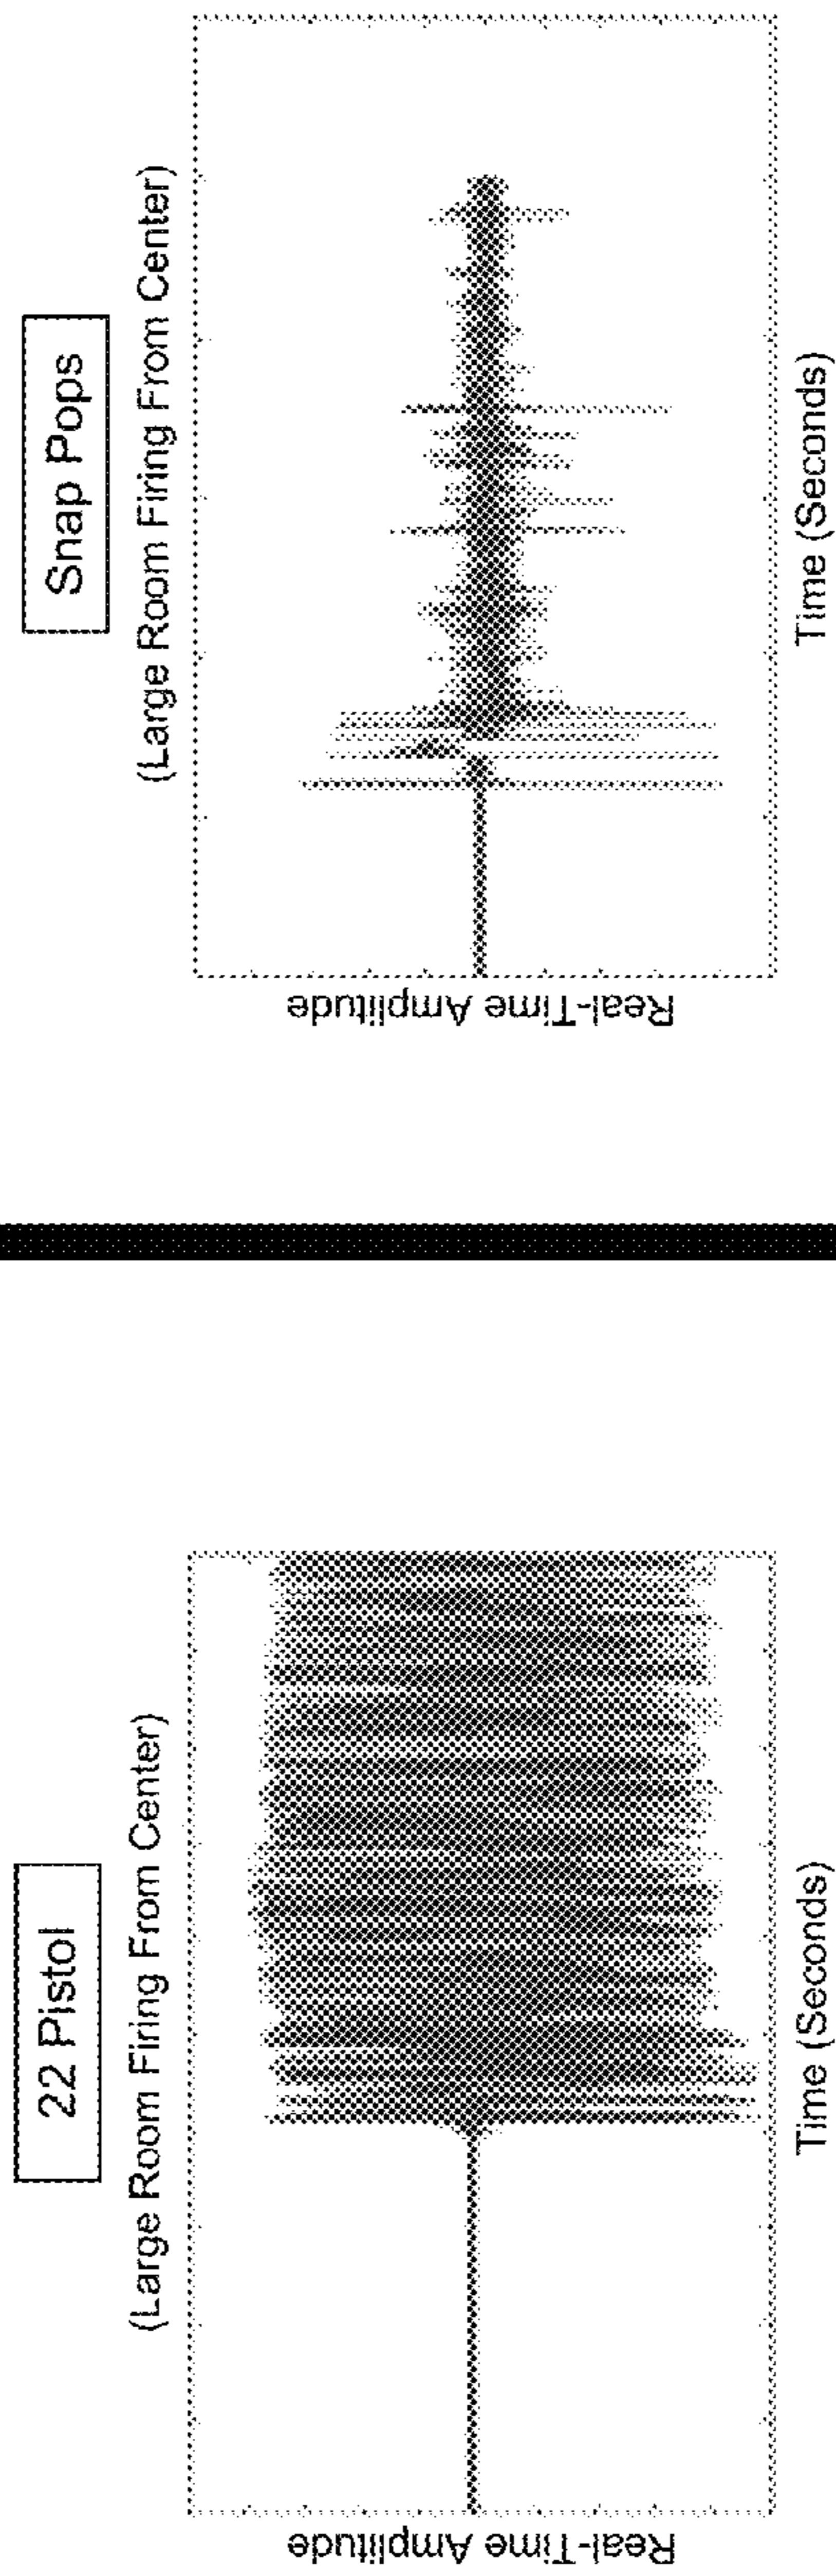 22 Pistol
(Large Room Firing From Center)
Real-Time Amplitude
Time (Seconds)
Snap Pops
(Large Room Firing From Center)
Real-Time Amplitude
Time (Seconds)